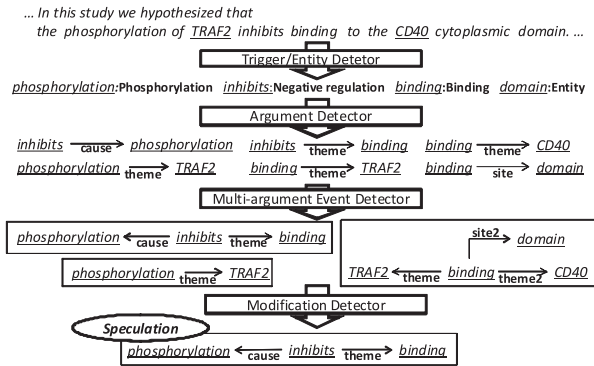 ... In this study we hypothesized that
the phosphorylation of TRAF2 inhibits binding to the CD40 cytoplasmic domain. ...
Trigger/Entity Detetor
phosphorylation:Phosphorylation inhibits:Negative regulation binding:Binding domain:Entity
Argument Detector
inhibits cause phosphorylation inhibits theme binding binding theme CD40
phosphorylation theme TRAF2 binding theme TRAF2 binding site domain
Multi-argument Event Detector
phosphorylation cause inhibits theme binding
site2 domain
phosphorylation theme TRAF2
TRAF2 theme binding theme2 CD40
Modification Detector
Speculation
phosphorylation cause inhibits theme binding